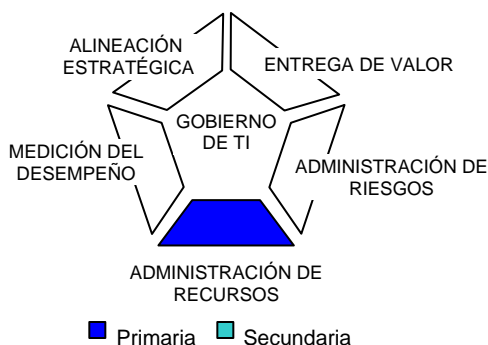 ALINEACIÓN
ESTRATÉGICA
ENTREGA DE VALOR
GOBIERNO
DE TI
MEDICIÓN DEL
DESEMPEÑO
ADMINISTRACIÓN DE
RIESGOS
ADMINISTRACIÓN DE
RECURSOS
Primaria
Secundaria